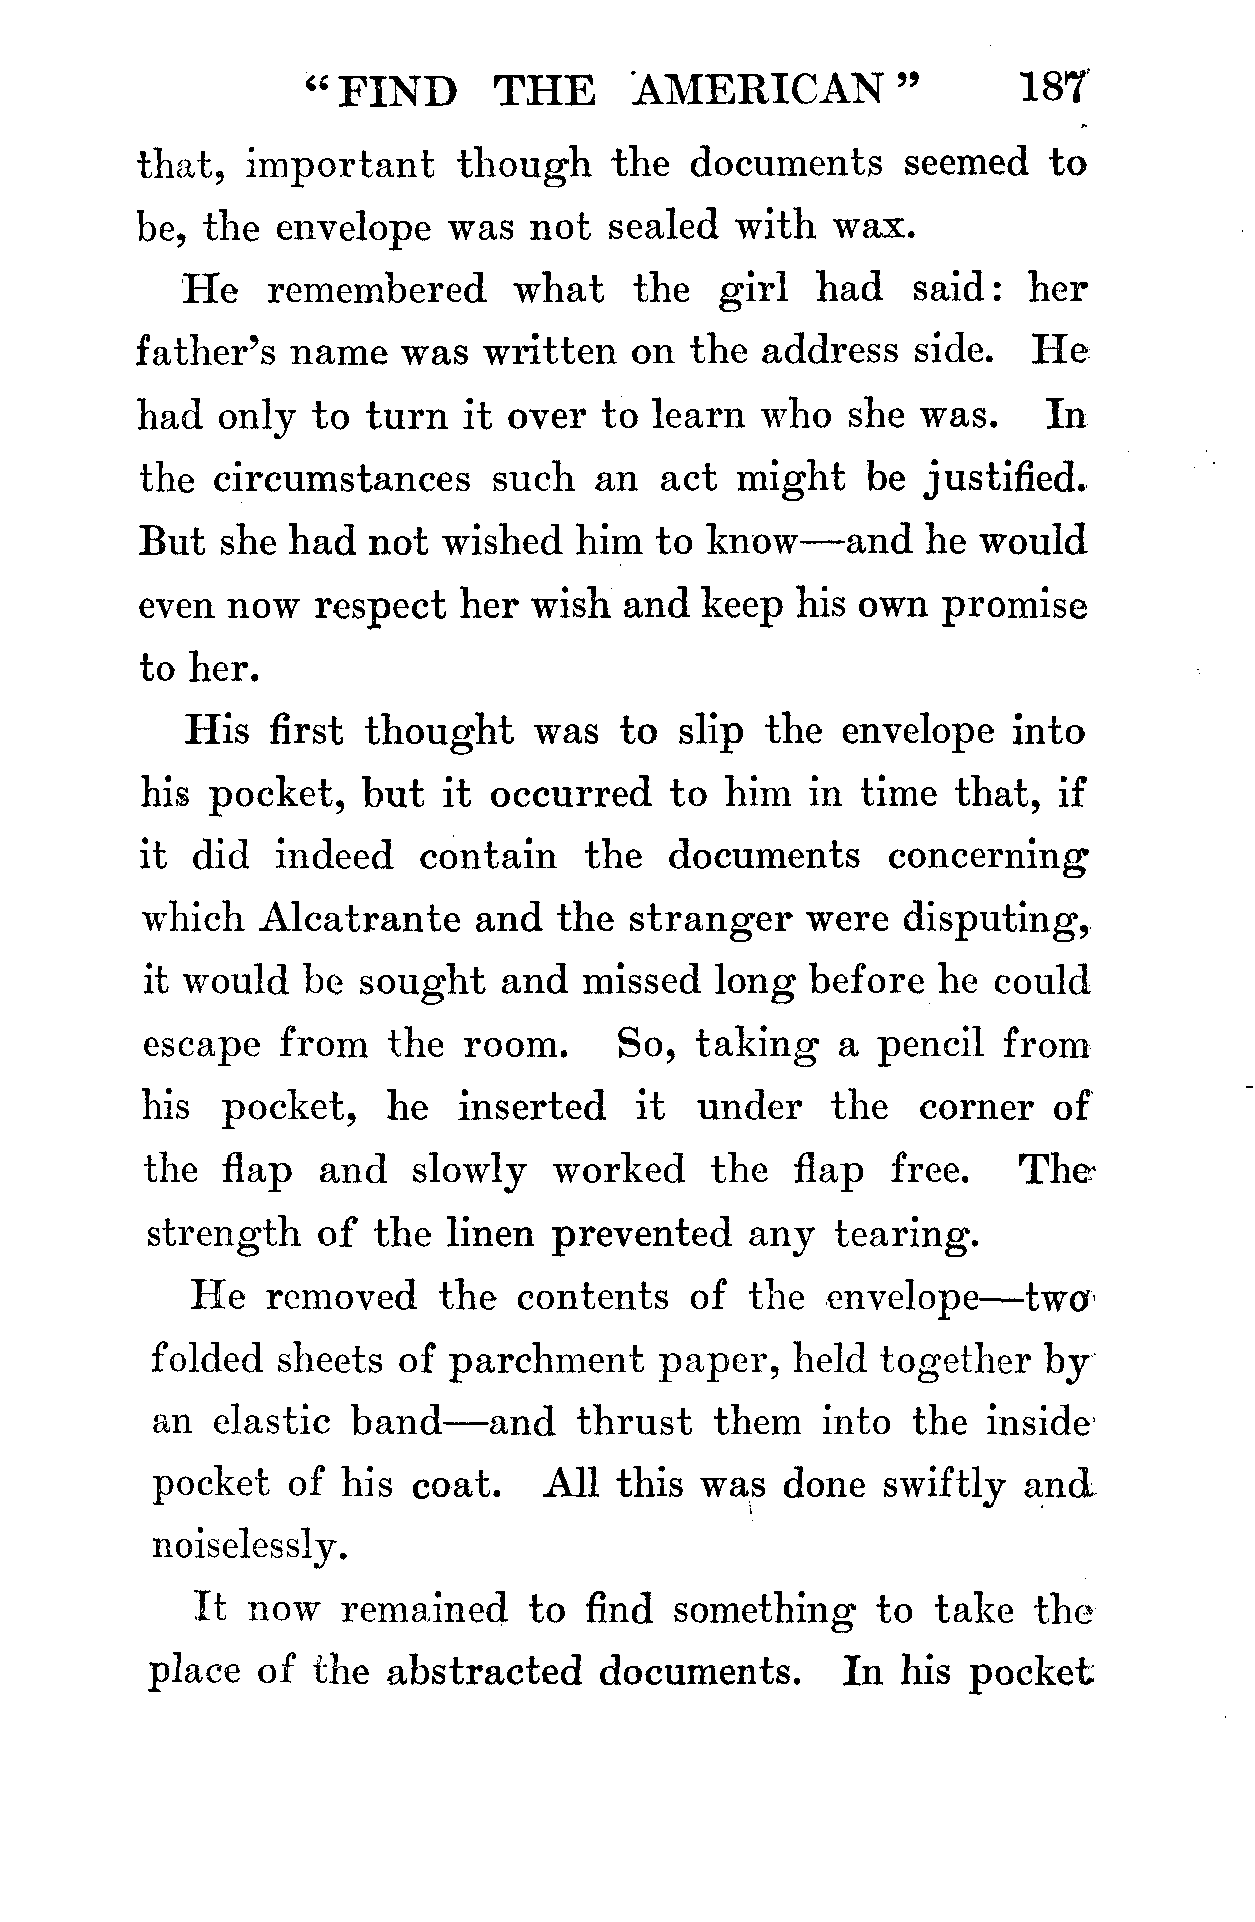 “FIND THE AMERICAN” 187
that, important though the documents seemed to
be, the envelope was not sealed with wax.
He remembered what the girl had said: her
father’s name was written on the address side. He
had only to turn it over to learn who she was. In
the circumstances such an act might be justified.
But she had not wished him to know—and he would
even now respect her wish and keep his own promise
to her.
His first thought was to slip the envelope into
his pocket, but it occurred to him in time that, if
it did indeed contain the documents concerning
which Alcatrante and the stranger were disputing,
it would be sought and missed long before he could
escape from the room. So, taking a pencil from
his pocket, he inserted it under the corner of
the flap and slowly worked the flap free. The
strength of the linen prevented any tearing.
He removed the contents of the envelope—two
folded sheets of parchment paper, held together by
an elastic band—and thrust them into the inside
pocket of his coat. All this was done swiftly and
noiselessly.
It now remained to find something to take the
place of the abstracted documents. In his pocket